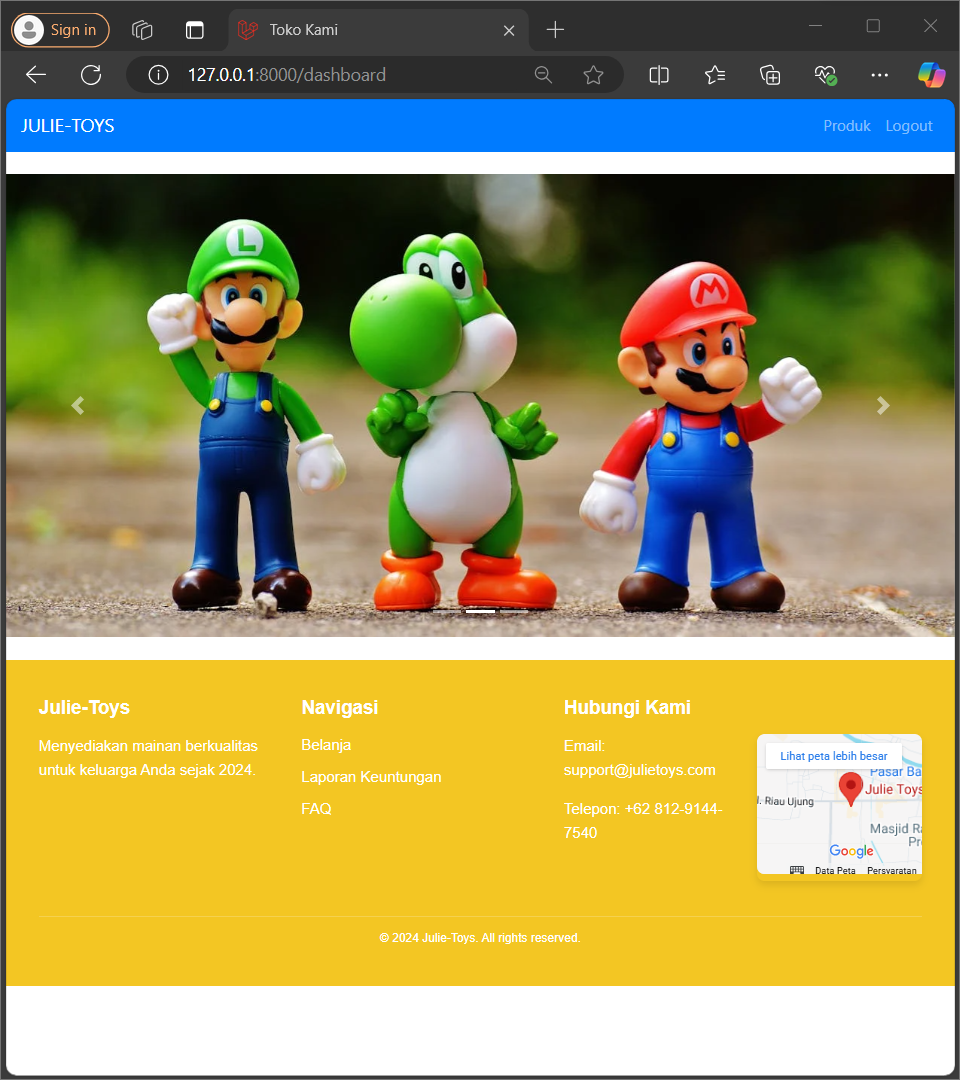 Sign in
Toko Kami
127.0.0.1:8000/dashboard
JULIE-TOYS
Produk Logout
L
M
Julie-Toys
Menyediakan mainan berkualitas
untuk keluarga Anda sejak 2024.
Navigasi
Belanja
Laporan Keuntungan
FAQ
Hubungi Kami
Email:
support@julietoys.com
Telepon: +62 812-9144-
7540
Lihat peta lebih besar
Pasar Ba
Julie Toys
l. Riau Ujung
Masjid Ra
Pr
Google
Data Peta Persyaratan
© 2024 Julie-Toys. All rights reserved.